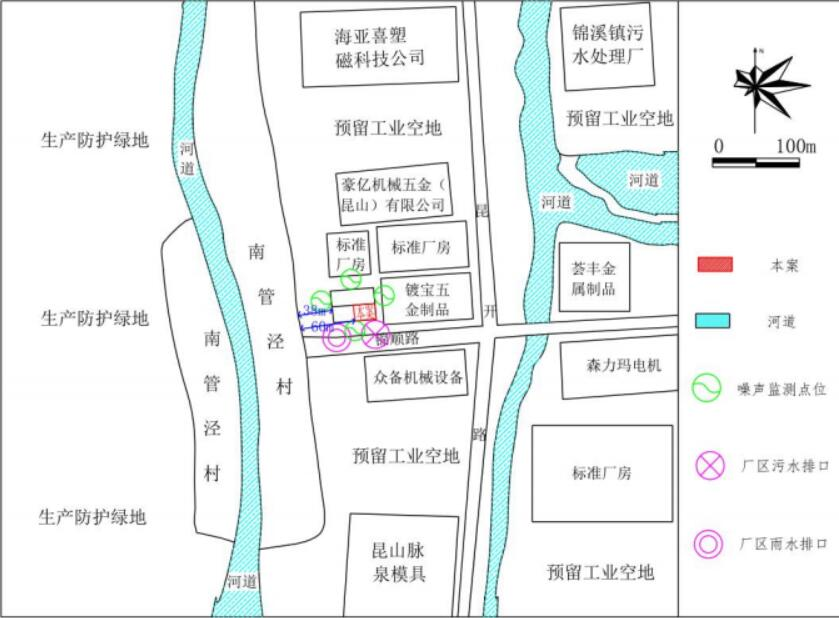 海亚喜塑
磁科技公司
锦溪镇污
水处理厂
N
0 100m
预留工业空地
预留工业空地
生产防护绿地
河
道
河道
豪亿机械五金（
昆山）有限公司
河道
昆
标准
厂房
标准厂房
南
管
泾
村
荟丰金
属制品
本案
镀宝五
金制品
38m
本案
开
生产防护绿地
60m
锦顺路
河道
南
管
泾
村
众备机械设备
森力玛电机
噪声监测点位
路
预留工业空地
标准厂房
厂区污水排口
生产防护绿地
昆山脉
泉模具
厂区雨水排口
预留工业空地
河道